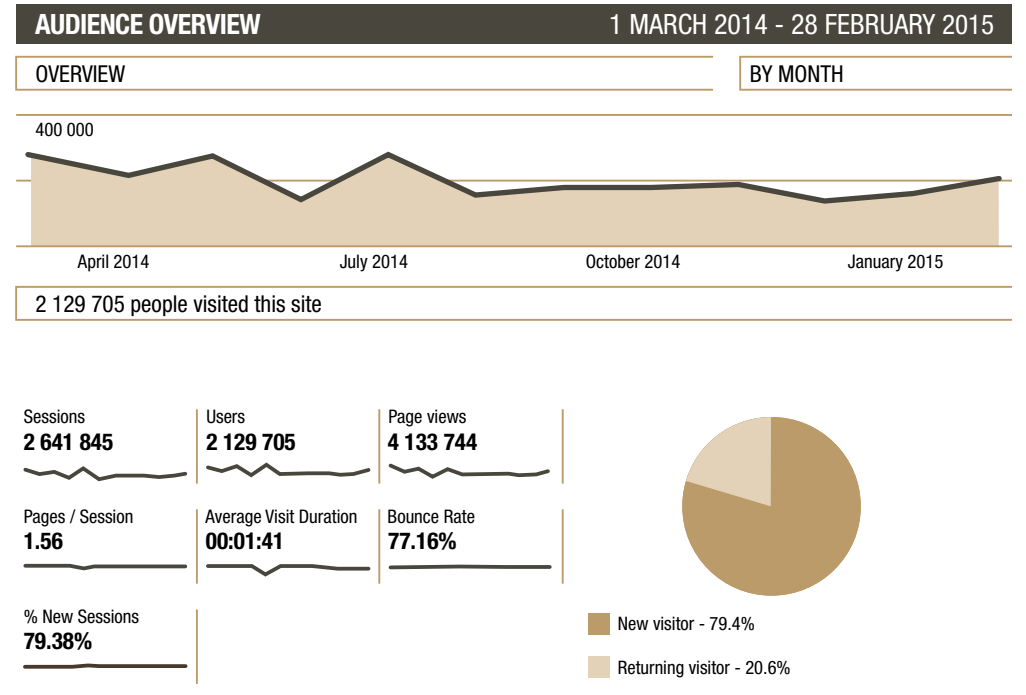 AUDIENCE OVERVIEW 1 MARCH 2014 - 28 FEBRUARY 2015
OVERVIEW BY MONTH
400 000
April 2014 July 2014 October 2014 January 2015
2 129 705 people visited this site
Sessions Users Page views
2 641 845 2 129 705 4 133 744
Pages / Session Average Visit Duration Bounce Rate
1.56 00:01:41 77.16%
% New Sessions
79.38%
New visitor - 79.4%
Returning visitor - 20.6%